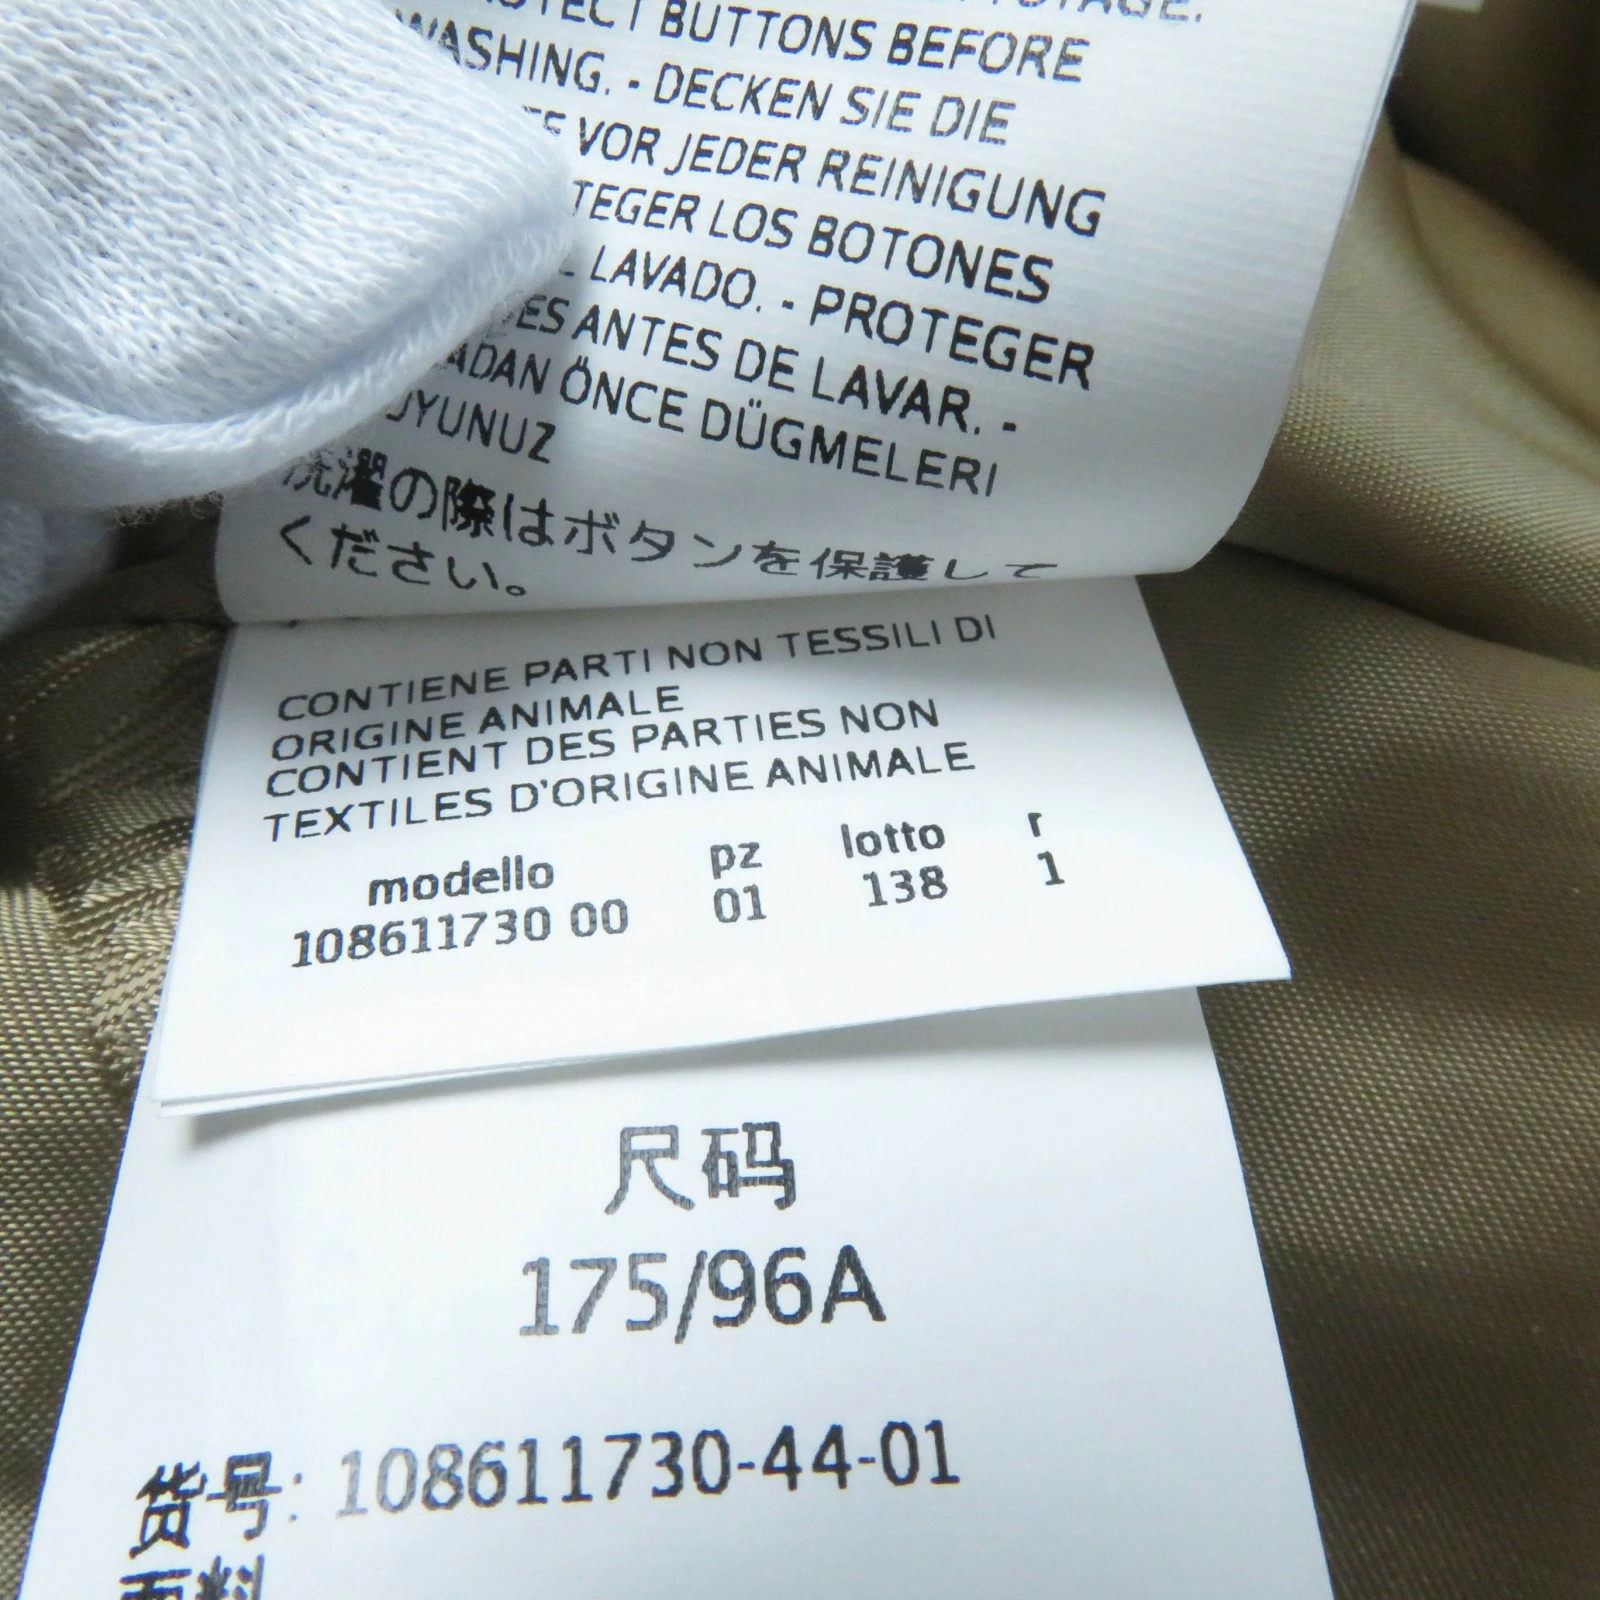 BUTTONS BEFORE
WASHING. - DECKEN SIE DIE
VOR JEDER REINIGUNG
LOS BOTONES
LAVADO. - PROTEGER
ANTES DE LAVAR. -
ÖNCE DÜGMELERI
洗濯の際はボタンを保護して
ください。
CONTIENE PARTI NON TESSILI DI
ORIGINE ANIMALE
CONTIENT DES PARTIES NON
TEXTILES D'ORIGINE ANIMALE
modello pz lotto r
108611730 00 01 138 1
尺码
175/96A
货号: 108611730-44-01